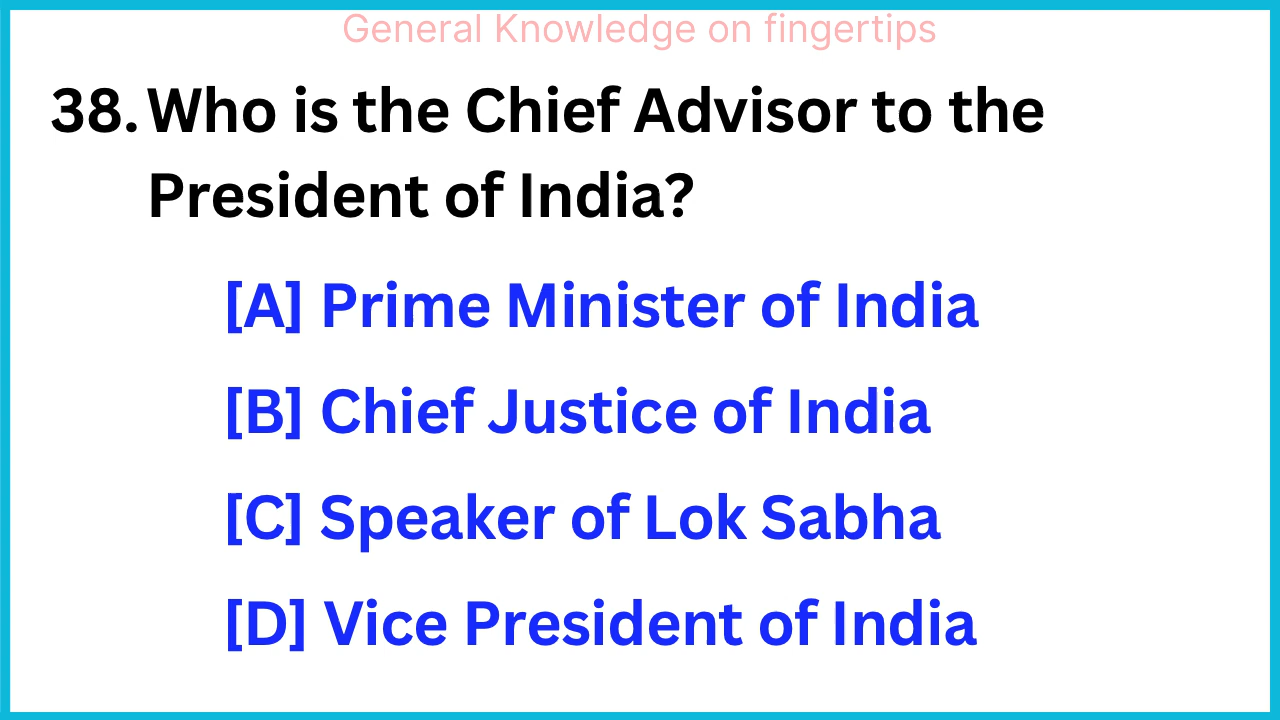 General Knowledge on fingertips
38. Who is the Chief Advisor to the
President of India?
[A] Prime Minister of India
[B] Chief Justice of India
[C] Speaker of Lok Sabha
[D] Vice President of India